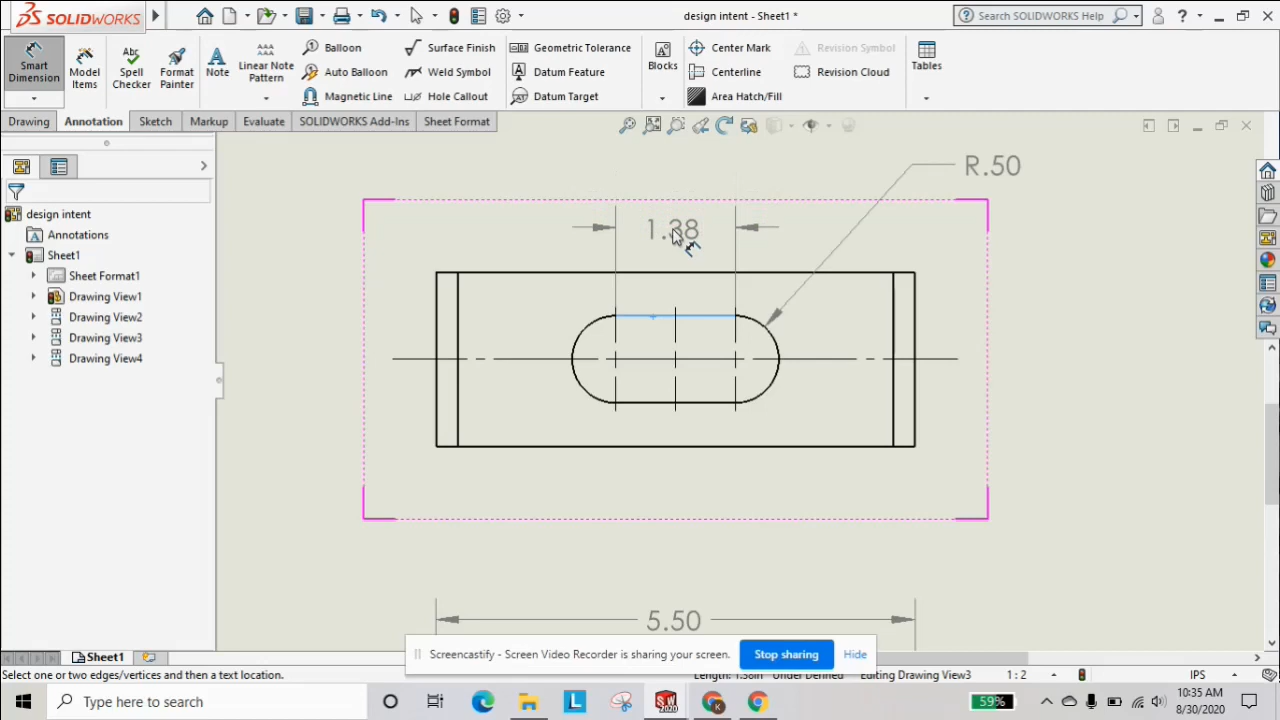 SOLIDWORKS
design intent - Sheet1 *
Search SOLIDWORKS Help
Smart
Dimension
Model
Items
Spell
Checker
Format
Painter
Note
Linear Note
Pattern
Balloon
Auto Balloon
Magnetic Line
Surface Finish
Weld Symbol
Hole Callout
Geometric Tolerance
Datum Feature
Datum Target
Blocks
Center Mark
Centerline
Area Hatch/Fill
Revision Symbol
Revision Cloud
Tables
Drawing
Annotation
Sketch
Markup
Evaluate
SOLIDWORKS Add-Ins
Sheet Format
design intent
Annotations
Sheet1
Sheet Format1
Drawing View1
Drawing View2
Drawing View3
Drawing View4
R.50
1.38
5.50
Screencastify - Screen Video Recorder is sharing your screen.
Stop sharing
Hide
Sheet1
Select one or two edges/vertices and then a text location.
Length: 1.38in
Under Defined
Editing Drawing View3
1 : 2
IPS
Type here to search
59%
10:35 AM
8/30/2020